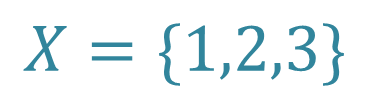 X = {1,2,3}